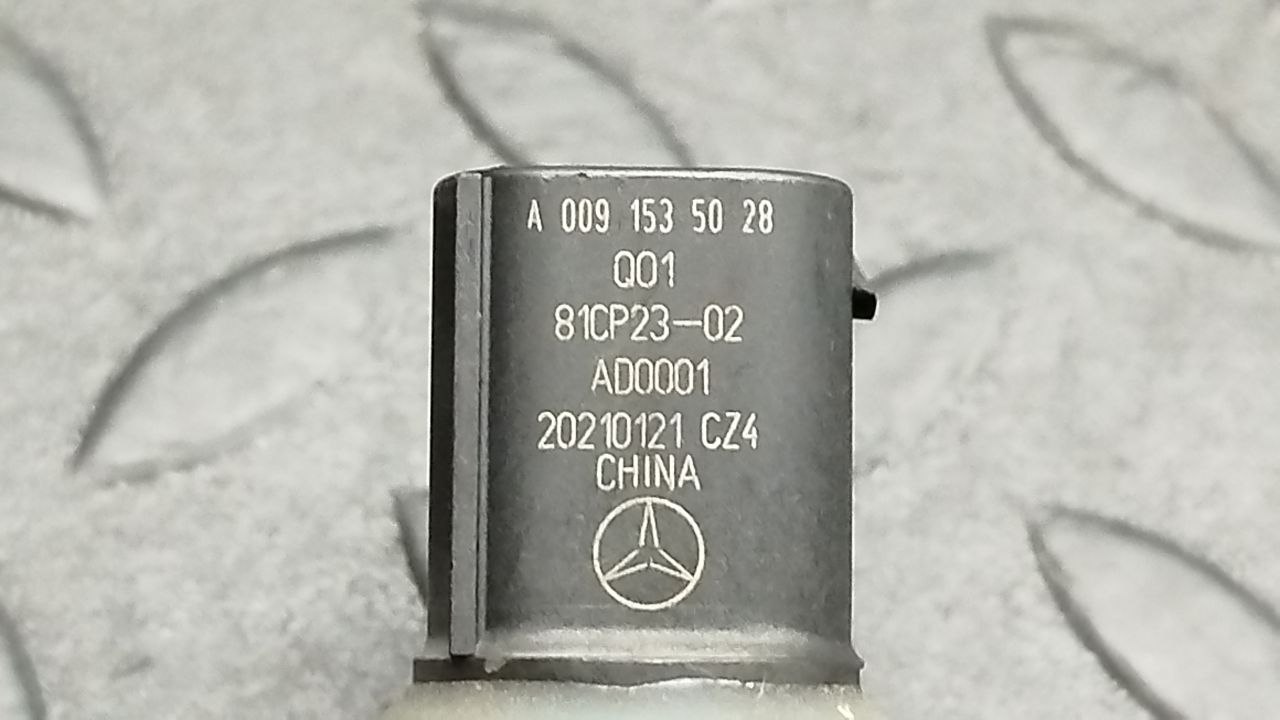 A 009 153 50 28
Q01
81CP23-02
AD0001
20210121 CZ4
CHINA